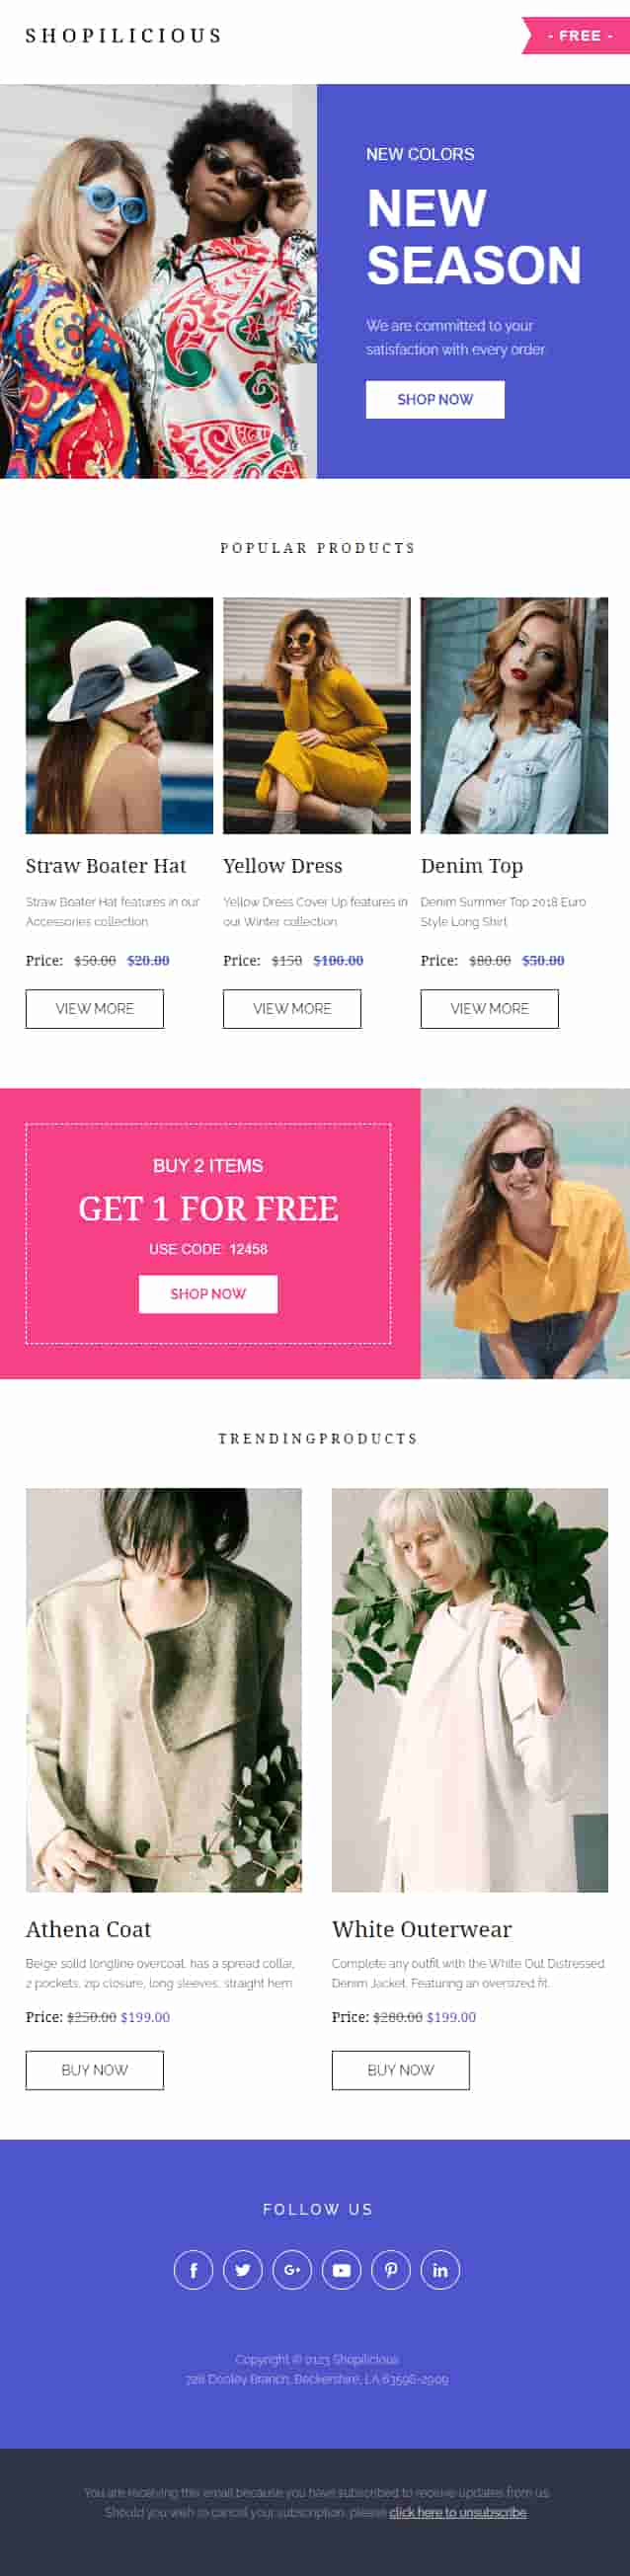 SHOPILICIOUS
- FREE -
NEW COLORS
NEW
SEASON
We are committed to your
satisfaction with every order
SHOP NOW
POPULAR PRODUCTS
Straw Boater Hat
Straw Boater Hat features in our
Accessories collection
Price: $50.00 $20.00
VIEW MORE
Yellow Dress
Yellow Dress Cover Up features in
our Winter collection
Price: $150 $100.00
VIEW MORE
Denim Top
Denim Summer Top 2018 Euro
Style Long Shirt
Price: $80.00 $50.00
VIEW MORE
BUY 2 ITEMS
GET 1 FOR FREE
USE CODE 12458
SHOP NOW
TRENDINGPRODUCTS
Athena Coat
Beige solid longline overcoat, has a spread collar,
2 pockets, zip closure, long sleeves, straight hem
Price: $250.00 $199.00
BUY NOW
White Outerwear
Complete any outfit with the White Out Distressed
Denim Jacket. Featuring an oversized fit.
Price: $280.00 $199.00
BUY NOW
FOLLOW US
f
G+
in
Copyright © 0123 Shopilicious
728 Dooley Branch, Beckershire, LA 63598-2909
You are receiving this email because you have subscribed to receive updates from us.
Should you wish to cancel your subscription, please click here to unsubscribe